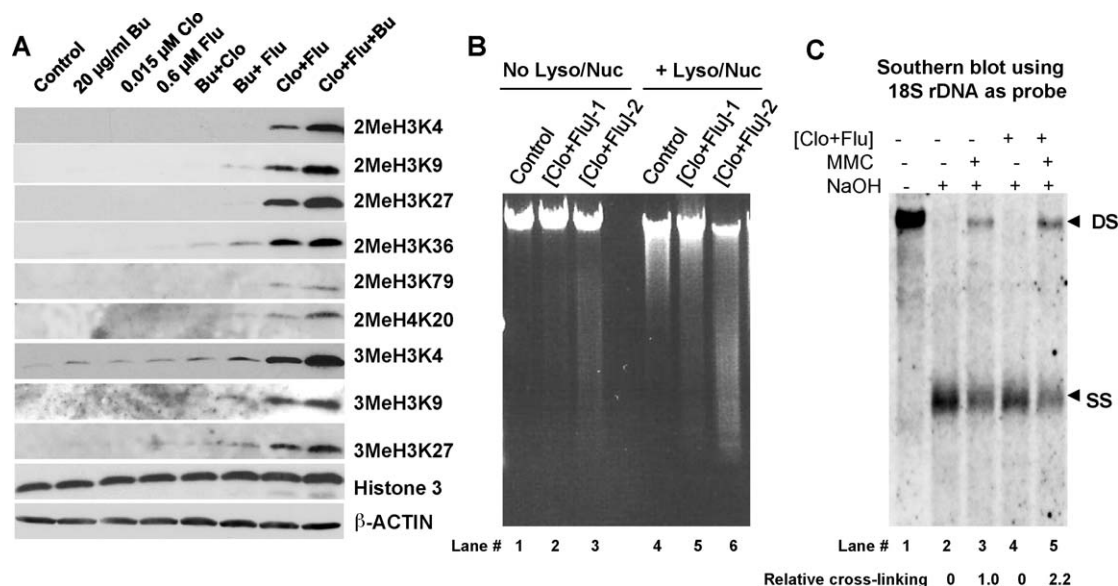 A
Control
20 µg/ml Bu
0.015 µM Clo
0.6 µM Flu
Bu+Clo
Bu+ Flu
Clo+Flu
Clo+Flu+Bu
2MeH3K4
2MeH3K9
2MeH3K27
2MeH3K36
2MeH3K79
2MeH4K20
3MeH3K4
3MeH3K9
3MeH3K27
Histone 3
β-ACTIN
B
No Lyso/Nuc + Lyso/Nuc
Control
[Clo+Flu]-1
[Clo+Flu]-2
Control
[Clo+Flu]-1
[Clo+Flu]-2
Lane # 1 2 3 4 5 6
C
Southern blot using
18S rDNA as probe
[Clo+Flu] - - - + +
MMC - - + - +
NaOH - + + + +
DS
SS
1 2 3 4 5
Relative cross-linking 0 1.0 0 2.2